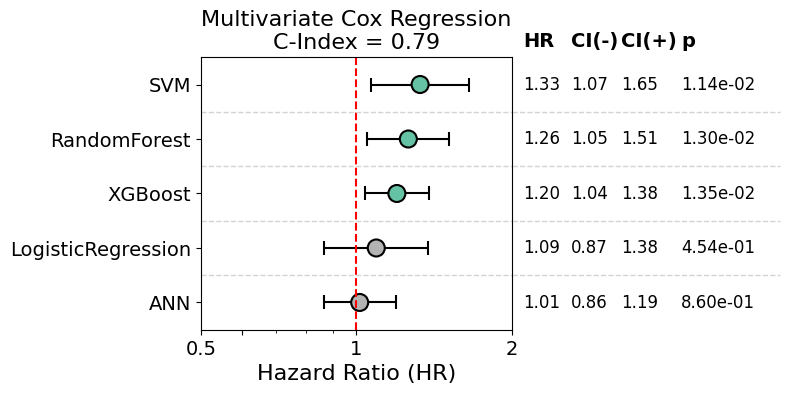 Multivariate Cox Regression
C-Index = 0.79
HR CI(-) CI(+) p
SVM 1.33 1.07 1.65 1.14e-02
RandomForest 1.26 1.05 1.51 1.30e-02
XGBoost 1.20 1.04 1.38 1.35e-02
LogisticRegression 1.09 0.87 1.38 4.54e-01
ANN 1.01 0.86 1.19 8.60e-01
0.5 1 2
Hazard Ratio (HR)